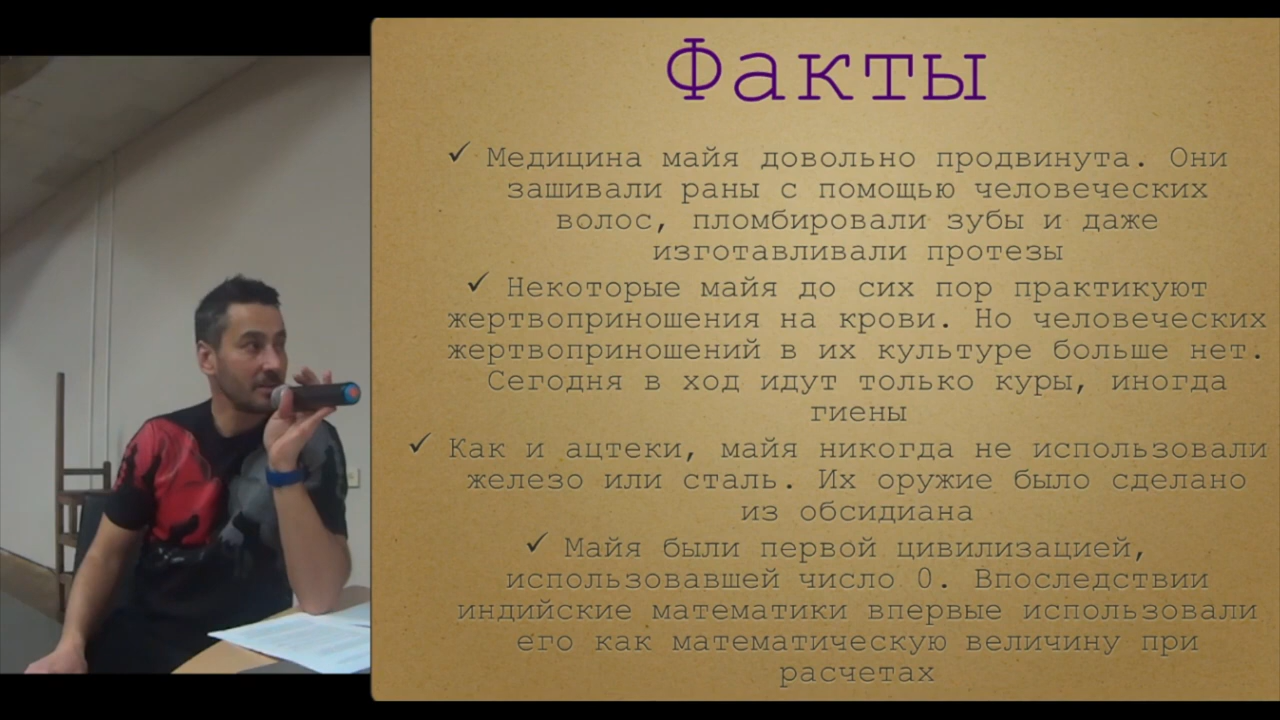 Факты
✓ Медицина майя довольно продвинута. Они
зашивали раны с помощью человеческих
волос, пломбировали зубы и даже
изготавливали протезы
✓ Некоторые майя до сих пор практикуют
жертвоприношения на крови. Но человеческих
жертвоприношений в их культуре больше нет.
Сегодня в ход идут только куры, иногда
гиены
✓ Как и ацтеки, майя никогда не использовали
железо или сталь. Их оружие было сделано
из обсидиана
✓ Майя были первой цивилизацией,
использовавшей число 0. Впоследствии
индийские математики впервые использовали
его как математическую величину при
расчетах